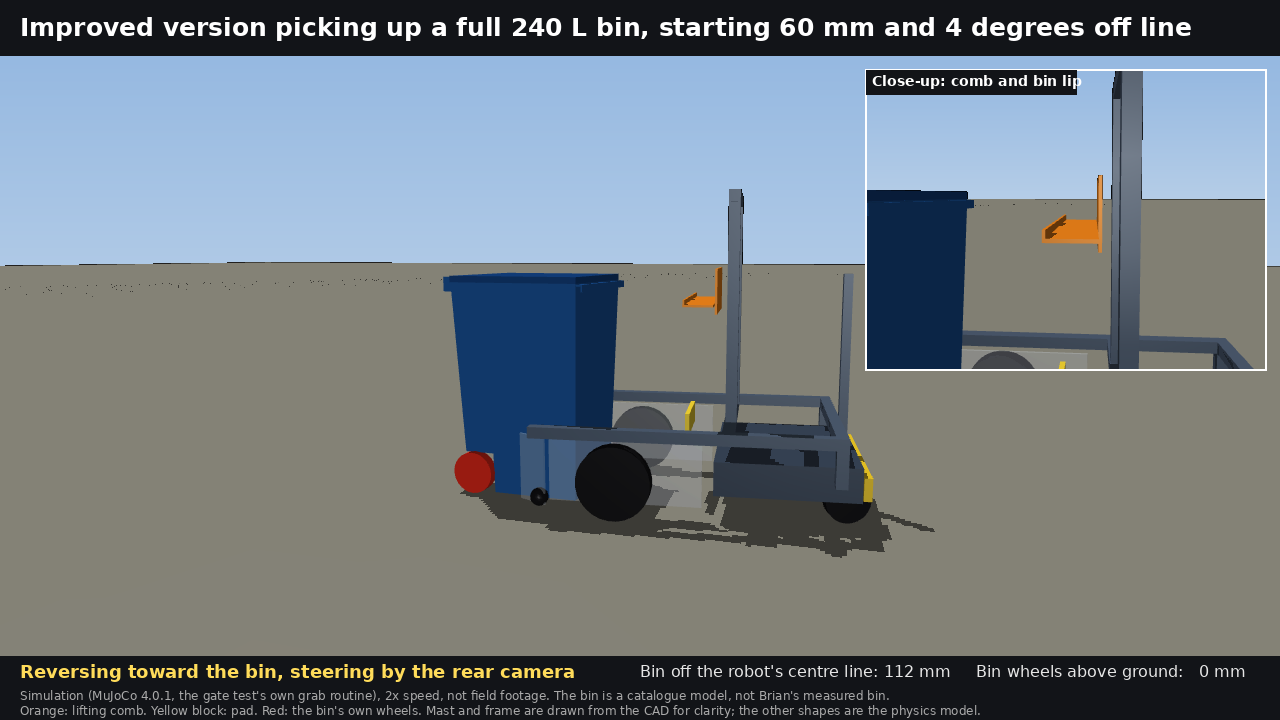 Improved version picking up a full 240 L bin, starting 60 mm and 4 degrees off line
Close-up: comb and bin lip
Reversing toward the bin, steering by the rear camera
Bin off the robot's centre line: 112 mm
Bin wheels above ground: 0 mm
Simulation (MuJoCo 4.0.1, the gate test's own grab routine), 2x speed, not field footage. The bin is a catalogue model, not Brian's measured bin.
Orange: lifting comb. Yellow block: pad. Red: the bin's own wheels. Mast and frame are drawn from the CAD for clarity; the other shapes are the physics model.